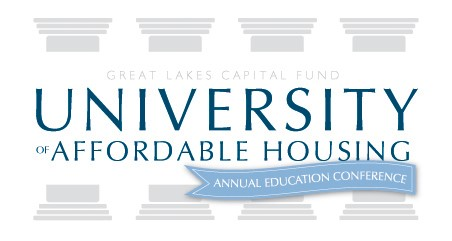 GREAT LAKES CAPITAL FUND
UNIVERSITY
OF AFFORDABLE HOUSING
ANNUAL EDUCATION CONFERENCE